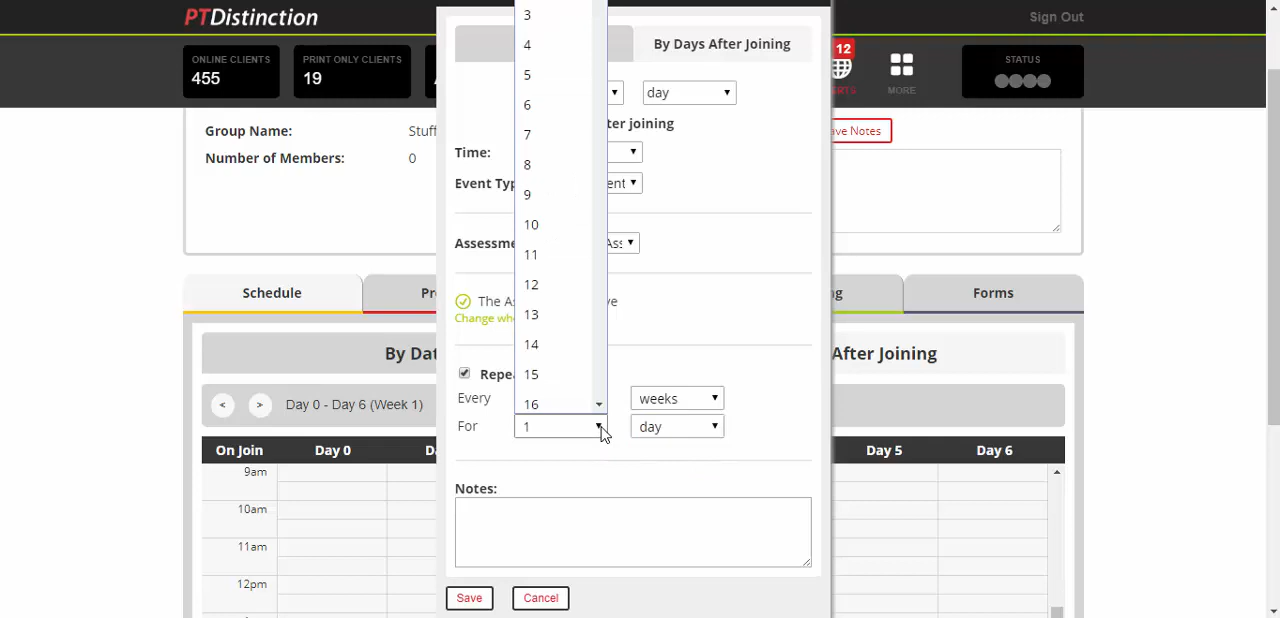 PTDistinction
Sign Out
ONLINE CLIENTS
455
PRINT ONLY CLIENTS
19
12
MORE
STATUS
Group Name:
Stuff
Number of Members:
0
ve Notes
By Days After Joining
day
ter joining
Time:
Event Typ
ent
Assessme
The As
Change wh
Repea
Every
weeks
For
1
day
3
4
5
6
7
8
9
10
11
12
13
14
15
16
Notes:
Save
Cancel
Schedule
Pr
g
Forms
By Dat
After Joining
<
>
Day 0 - Day 6 (Week 1)
On Join
Day 0
Da
Day 5
Day 6
9am
10am
11am
12pm